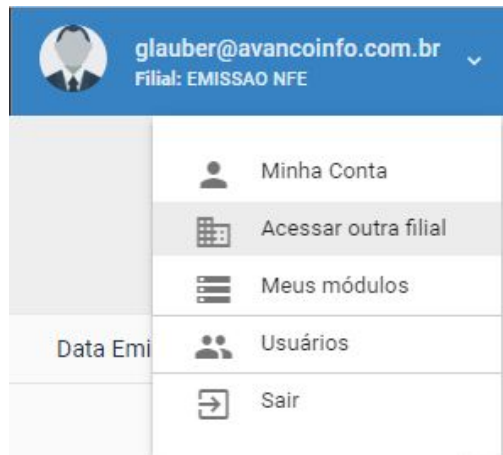 glauber@avancoinfo.com.br
Filial: EMISSAO NFE
Minha Conta
Acessar outra filial
Meus módulos
Data Emi
Usuários
Sair